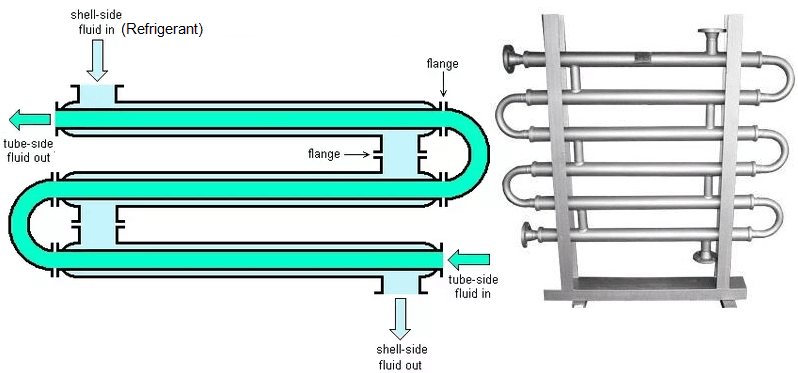 shell-side
fluid in (Refrigerant)
flange
tube-side
fluid out
flange
tube-side
fluid in
shell-side
fluid out